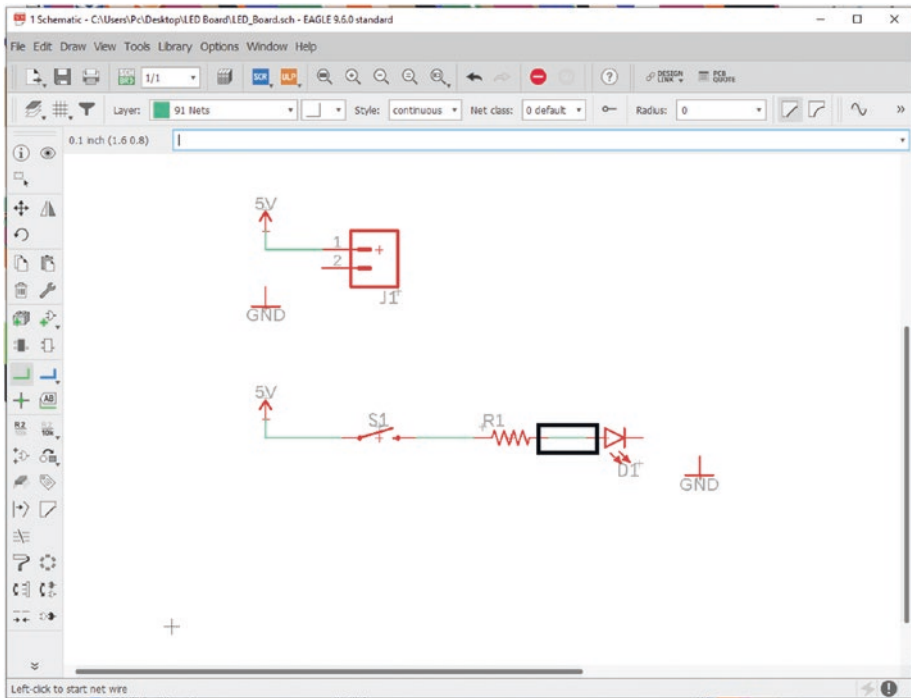 1 Schematic - C:\Users\Pc\Desktop\LED Board\LED_Board.sch - EAGLE 9.6.0 standard
File Edit Draw View Tools Library Options Window Help
1/1 SCR ULP DESIGN LINK PCB QUOTE
Layer: 91 Nets Style: continuous Net class: 0 default Radius: 0
0.1 inch (1.6 0.8)
5V
1
2
J1
GND
5V
S1
R1
D1
GND
Left-click to start net wire